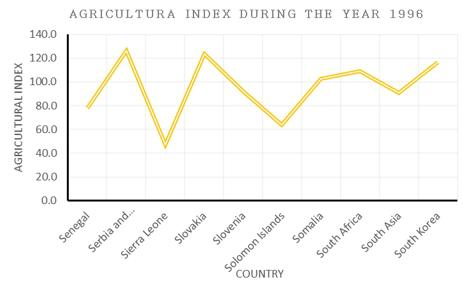 AGRICULTURA INDEX DURING THE YEAR 1996
140.0
120.0
100.0
80.0
60.0
40.0
20.0
0.0
AGRICULTURAL INDEX
Senegal
Serbia and...
Sierra Leone
Slovakia
Slovenia
Solomon Islands
Somalia
South Africa
South Asia
South Korea
COUNTRY